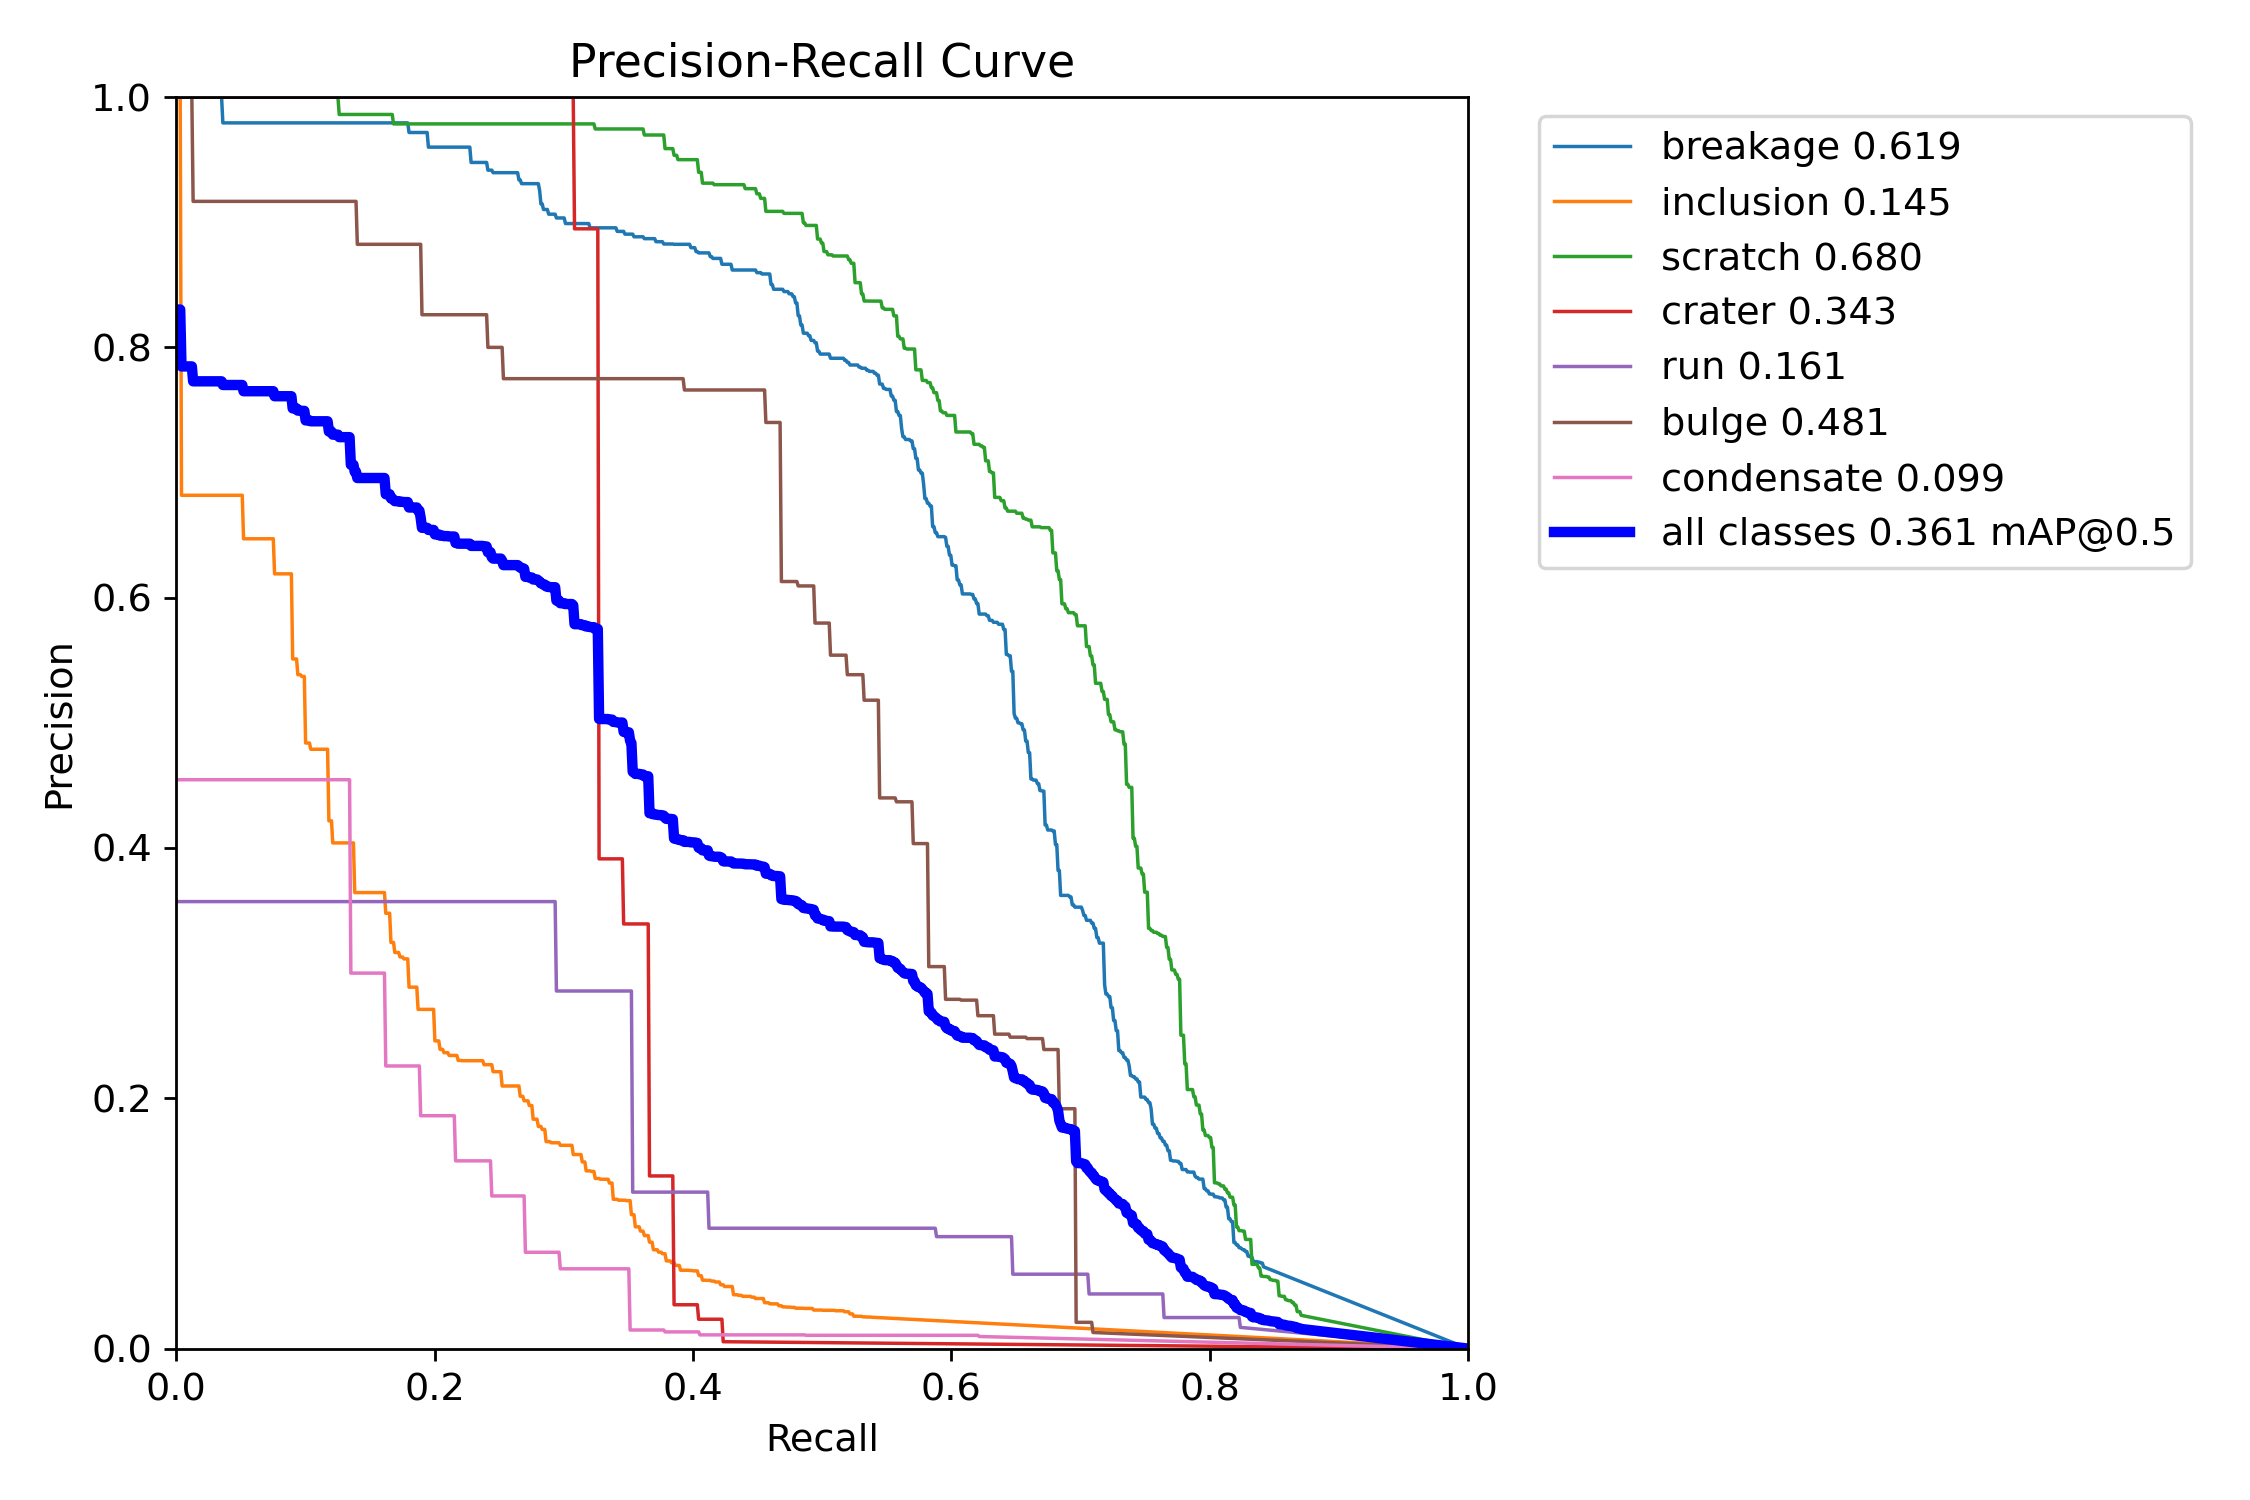 Precision-Recall Curve
1.0
0.8
0.6
0.4
0.2
0.0
Precision
0.0 0.2 0.4 0.6 0.8 1.0
Recall
breakage 0.619
inclusion 0.145
scratch 0.680
crater 0.343
run 0.161
bulge 0.481
condensate 0.099
all classes 0.361 mAP@0.5